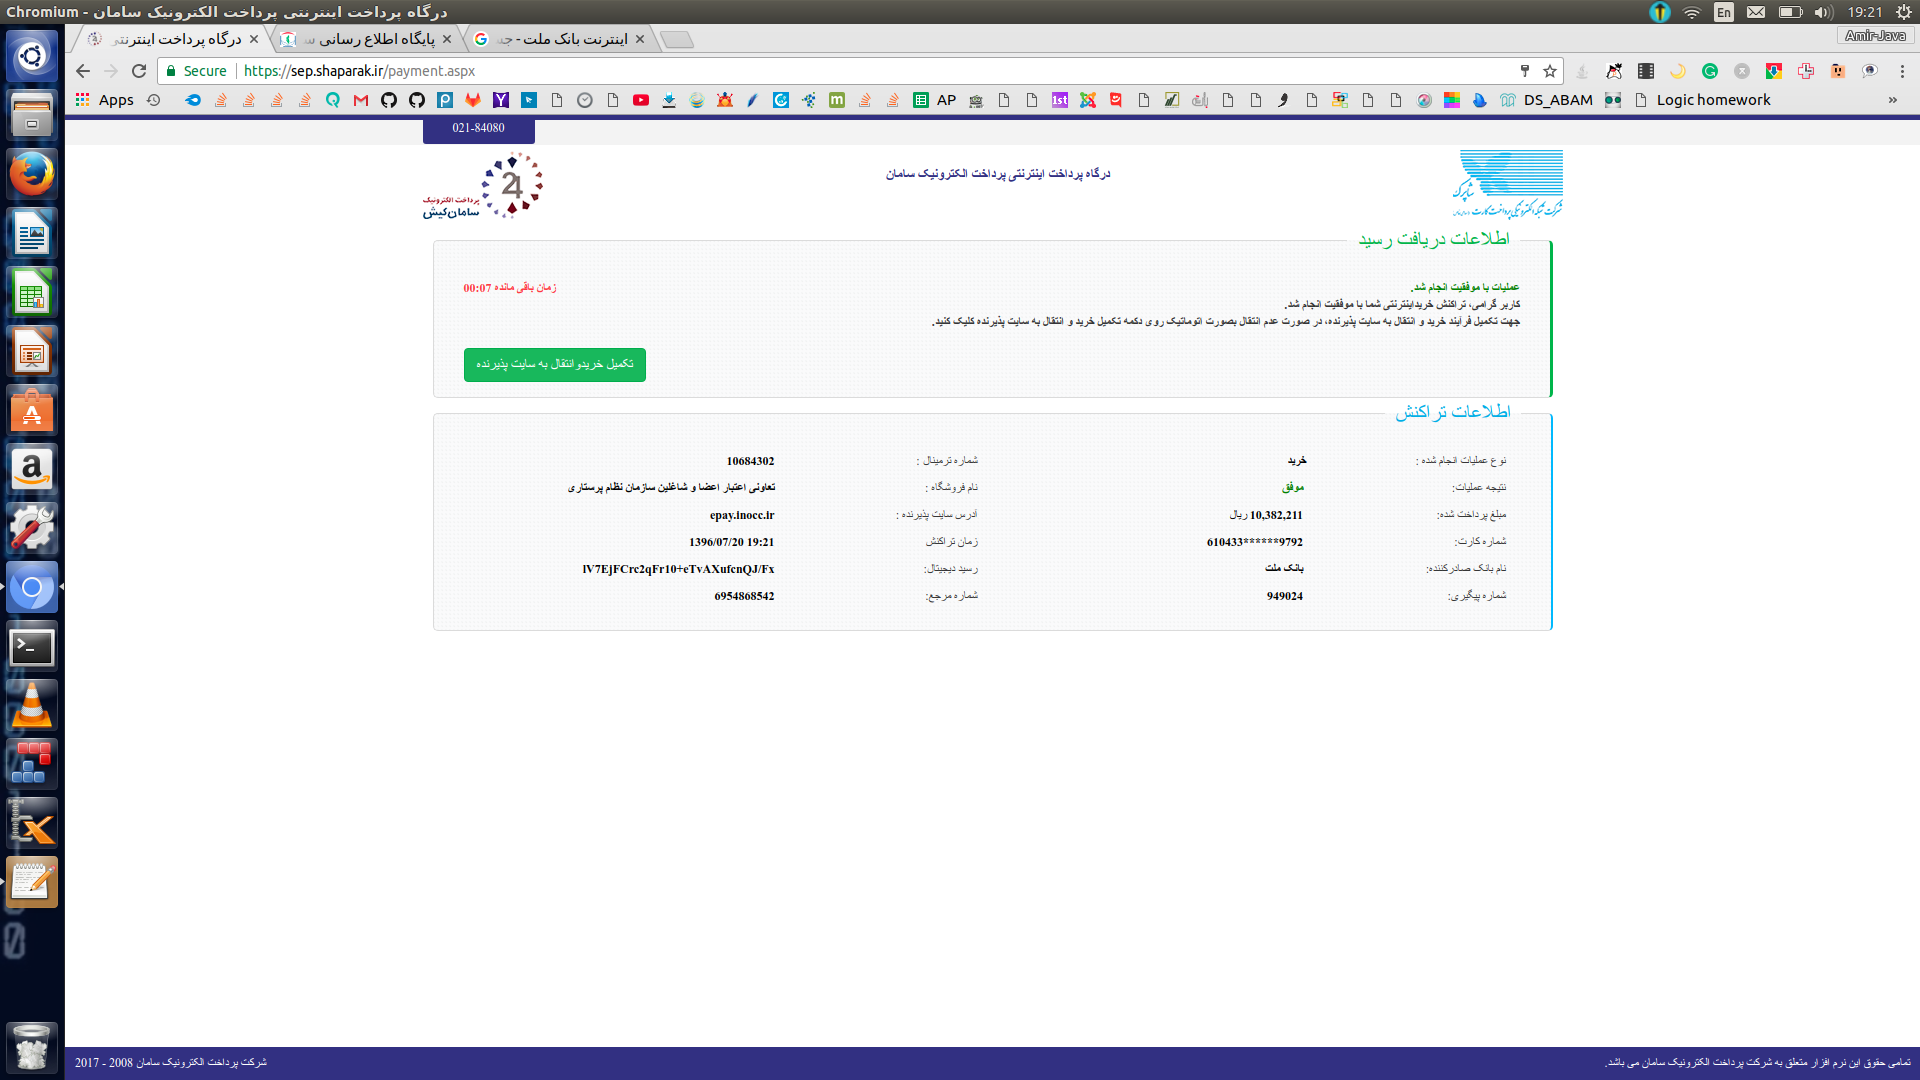 Chromium - درگاه پرداخت اینترنتی پرداخت الکترونیک سامان
En
19:21
درگاه پرداخت اینترنتی
پایگاه اطلاع رسانی
اینترنت بانک ملت - جـ
Amir-Java
Secure
https://sep.shaparak.ir/payment.aspx
Apps
AP
1st
DS_ABAM
Logic homework
»
021-84080
24
پرداخت الکترونیک
سامان‌کیش
درگاه پرداخت اینترنتی پرداخت الکترونیک سامان
شاپرک
اطلاعات دریافت رسید
عملیات با موفقیت انجام شد.
زمان باقی مانده 00:07
کاربر گرامی، تراکنش خریداینترنتی شما با موفقیت انجام شد.
جهت تکمیل فرآیند خرید و انتقال به سایت پذیرنده، در صورت عدم انتقال بصورت اتوماتیک روی دکمه تکمیل خرید و انتقال به سایت پذیرنده کلیک کنید.
تکمیل خریدو انتقال به سایت پذیرنده
اطلاعات تراکنش
نوع عملیات انجام شده : خرید شماره ترمینال : 10684302
نتیجه عملیات: موفق نام فروشگاه : تعاونی اعتبار اعضا و شاغلین سازمان نظام پرستاری
مبلغ پرداخت شده: 10,382,211 ریال آدرس سایت پذیرنده : epay.inocc.ir
شماره کارت: 610433******9792 زمان تراکنش 1396/07/20 19:21
نام بانک صادرکننده: بانک ملت رسید دیجیتال: lV7EjFCrc2qFr10+eTvAXufcnQJ/Fx
شماره پیگیری: 949024 شماره مرجع: 6954868542
تمامی حقوق این نرم افزار متعلق به شرکت پرداخت الکترونیک سامان می باشد.
شرکت پرداخت الکترونیک سامان 2008 - 2017